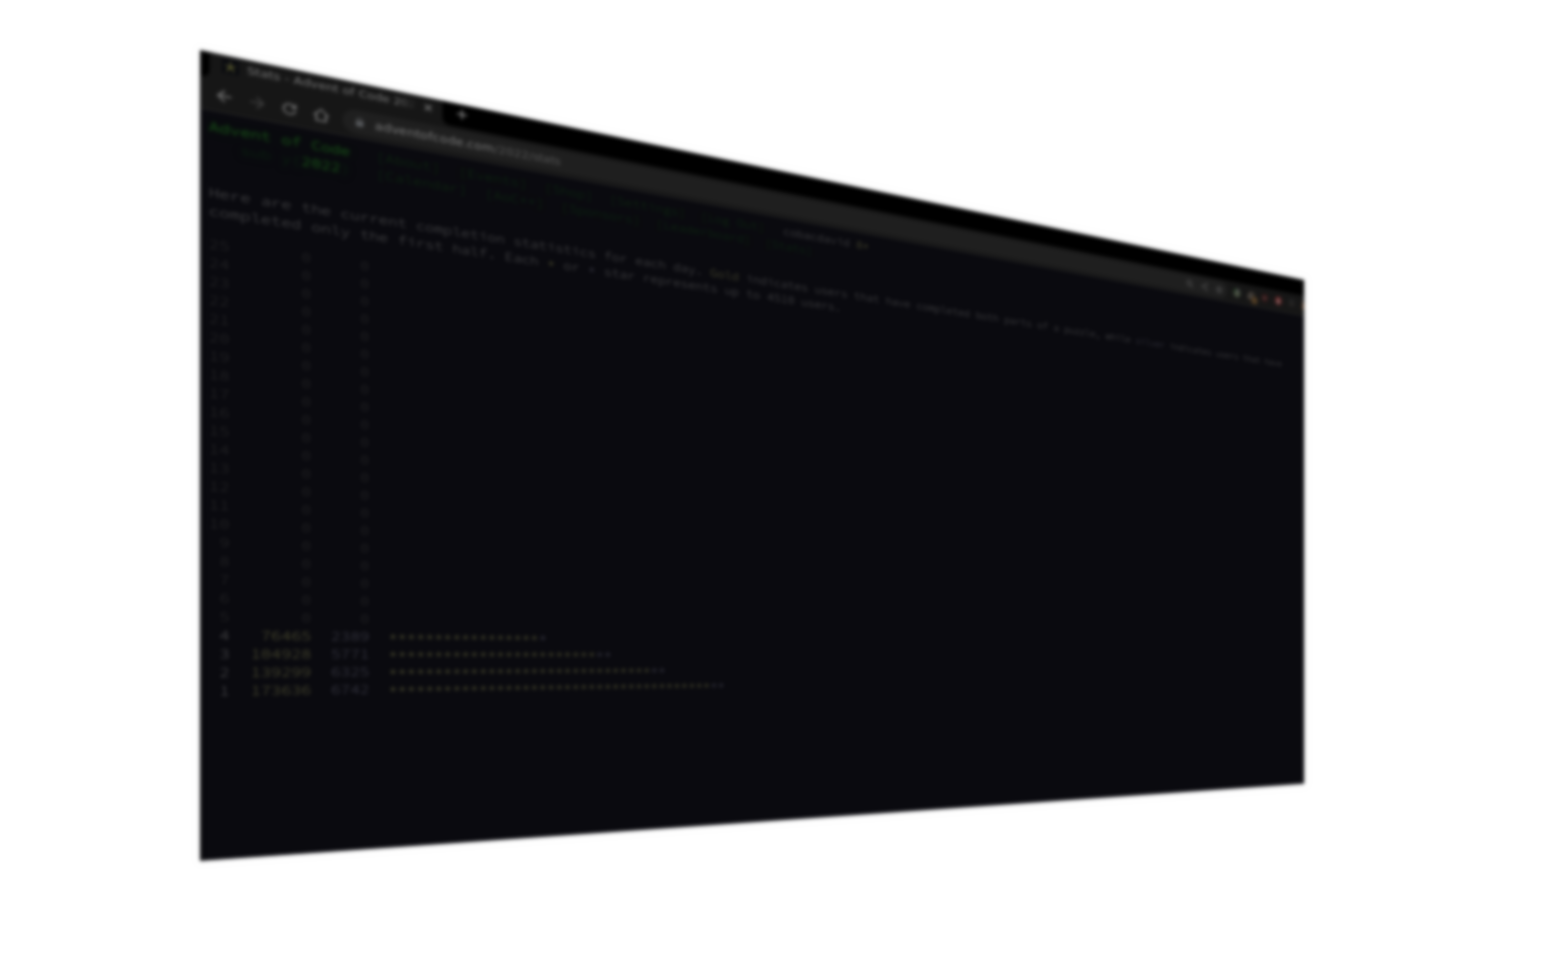 Stats - Advent of Code 20
adventofcode.com/2022/stats
Advent of Code
2022
Here are the current completion statistics for each day. Gold indicates users that have completed both parts of a puzzle, while silver indicates users that have
completed only the first half. Each * or * star represents up to users.
25 0 0
24 0 0
23 0 0
22 0 0
21 0 0
20 0 0
19 0 0
18 0 0
17 0 0
16 0 0
15 0 0
14 0 0
13 0 0
12 0 0
11 0 0
10 0 0
9 0 0
8 0 0
7 0 0
6 0 0
5 0 0
4 76465 2389
3 104928 5771
2 139299 6325
1 173636 6742